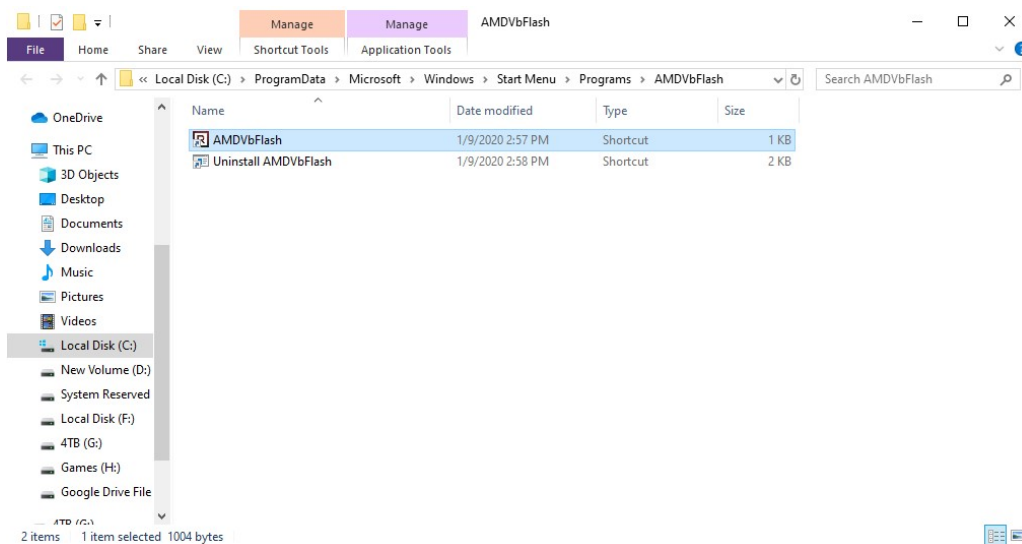 Manage Manage AMDVbFlash
File Home Share View Shortcut Tools Application Tools
« Local Disk (C:) > ProgramData > Microsoft > Windows > Start Menu > Programs > AMDVbFlash Search AMDVbFlash
Name Date modified Type Size
OneDrive
AMDVbFlash 1/9/2020 2:57 PM Shortcut 1 KB
This PC
Uninstall AMDVbFlash 1/9/2020 2:58 PM Shortcut 2 KB
3D Objects
Desktop
Documents
Downloads
Music
Pictures
Videos
Local Disk (C:)
New Volume (D:)
System Reserved
Local Disk (F:)
4TB (G:)
Games (H:)
Google Drive File
4TB (G:)
2 items 1 item selected 1004 bytes